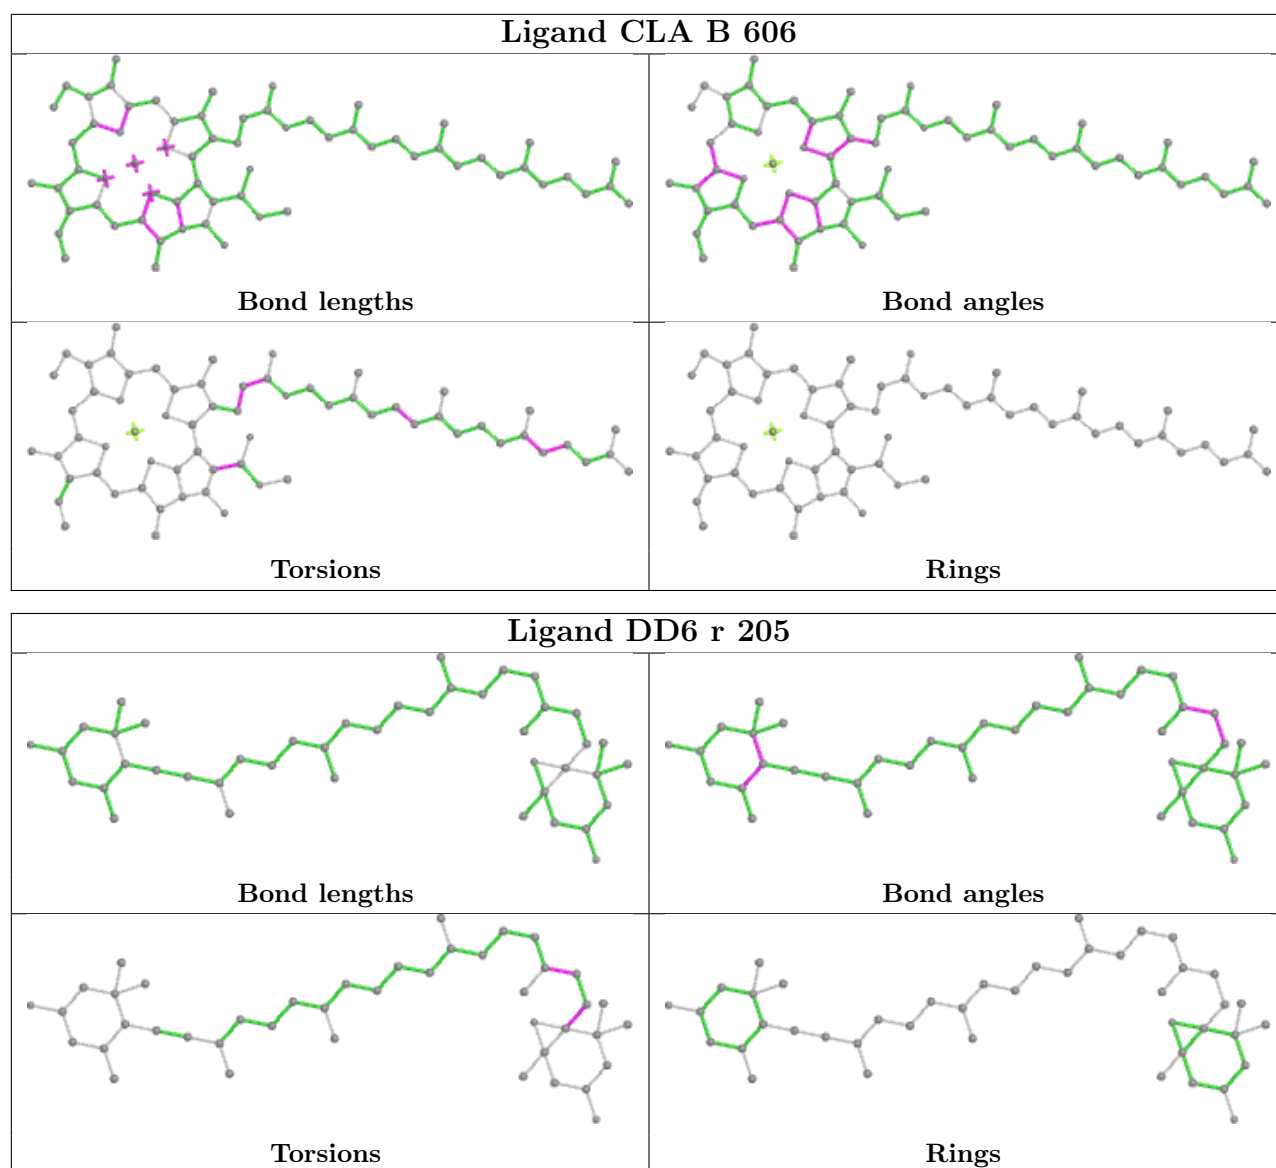 Ligand CLA B 606
Bond lengths
Bond angles
Torsions
Rings
Ligand DD6 r 205
Bond lengths
Bond angles
Torsions
Rings